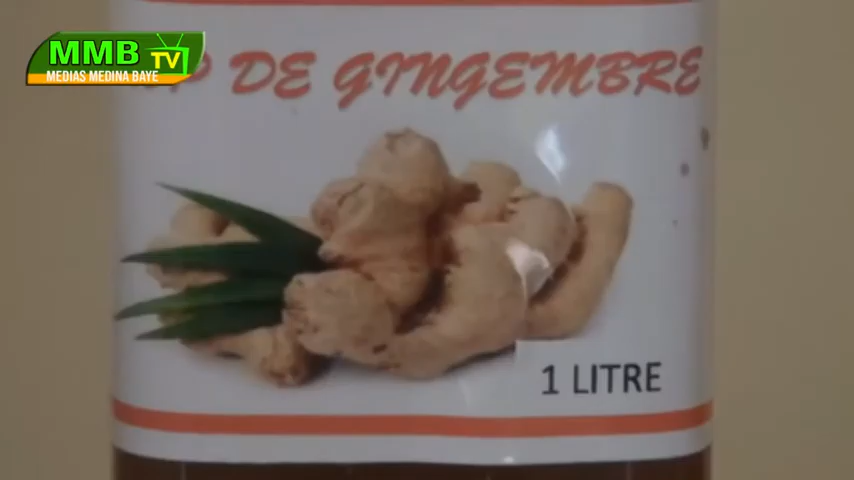 MMB TV
MEDIAS MEDINA BAYE
DE GINGEMBRE
1 LITRE